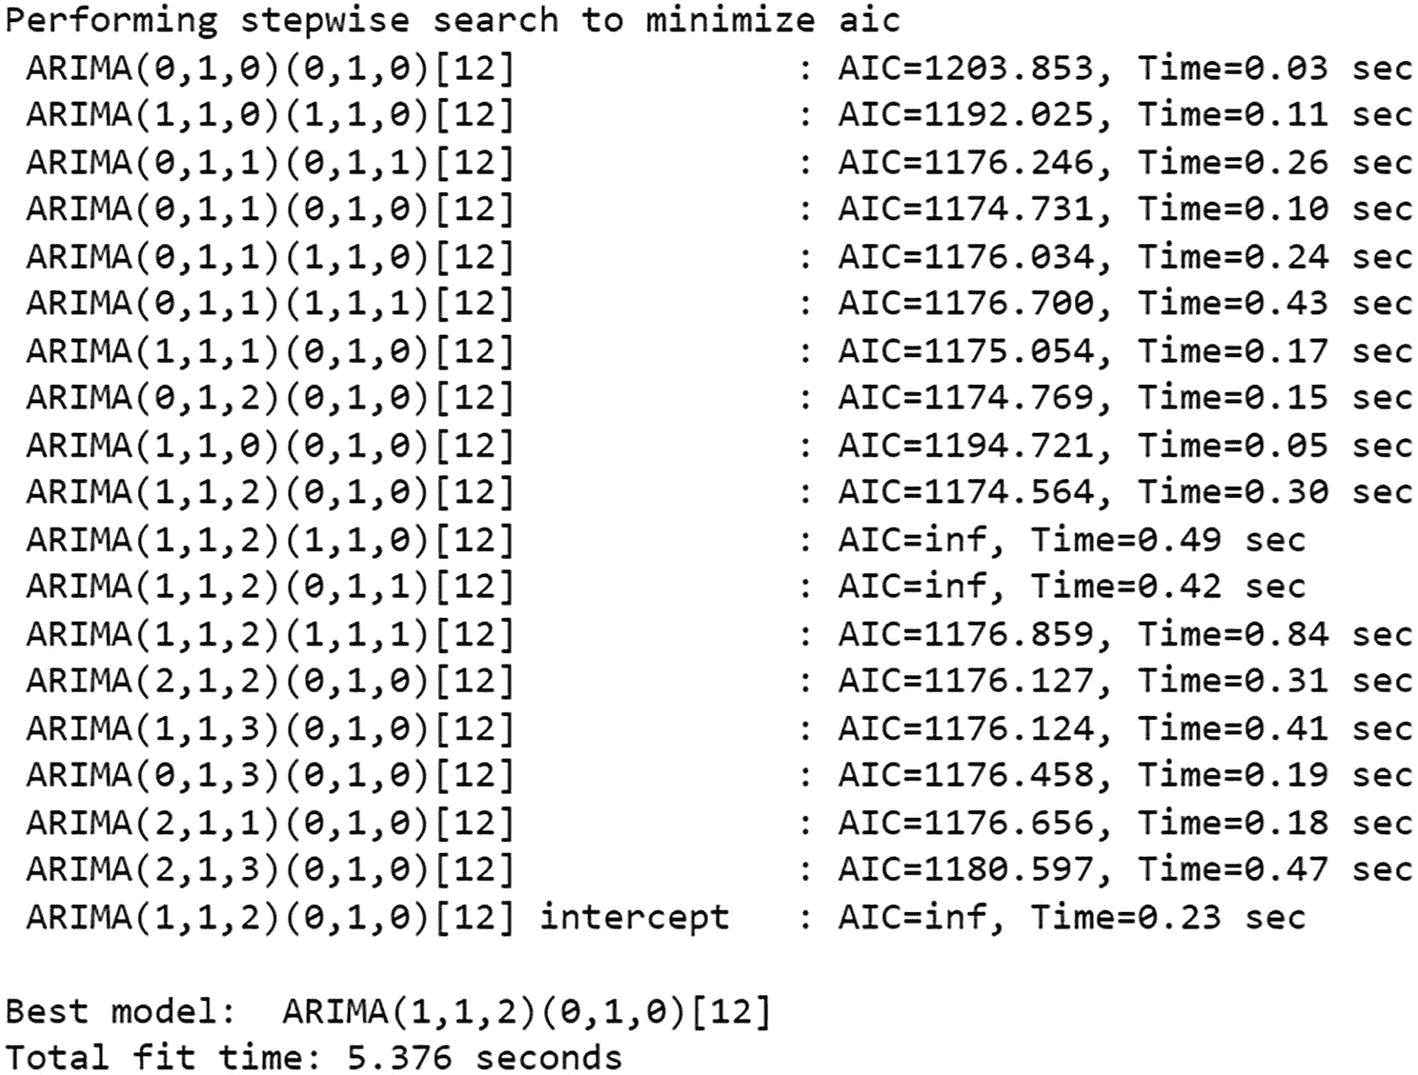 Performing stepwise search to minimize aic
ARIMA(0,1,0)(0,1,0)[12] : AIC=1203.853, Time=0.03 sec
ARIMA(1,1,0)(1,1,0)[12] : AIC=1192.025, Time=0.11 sec
ARIMA(0,1,1)(0,1,1)[12] : AIC=1176.246, Time=0.26 sec
ARIMA(0,1,1)(0,1,0)[12] : AIC=1174.731, Time=0.10 sec
ARIMA(0,1,1)(1,1,0)[12] : AIC=1176.034, Time=0.24 sec
ARIMA(0,1,1)(1,1,1)[12] : AIC=1176.700, Time=0.43 sec
ARIMA(1,1,1)(0,1,0)[12] : AIC=1175.054, Time=0.17 sec
ARIMA(0,1,2)(0,1,0)[12] : AIC=1174.769, Time=0.15 sec
ARIMA(1,1,0)(0,1,0)[12] : AIC=1194.721, Time=0.05 sec
ARIMA(1,1,2)(0,1,0)[12] : AIC=1174.564, Time=0.30 sec
ARIMA(1,1,2)(1,1,0)[12] : AIC=inf, Time=0.49 sec
ARIMA(1,1,2)(0,1,1)[12] : AIC=inf, Time=0.42 sec
ARIMA(1,1,2)(1,1,1)[12] : AIC=1176.859, Time=0.84 sec
ARIMA(2,1,2)(0,1,0)[12] : AIC=1176.127, Time=0.31 sec
ARIMA(1,1,3)(0,1,0)[12] : AIC=1176.124, Time=0.41 sec
ARIMA(0,1,3)(0,1,0)[12] : AIC=1176.458, Time=0.19 sec
ARIMA(2,1,1)(0,1,0)[12] : AIC=1176.656, Time=0.18 sec
ARIMA(2,1,3)(0,1,0)[12] : AIC=1180.597, Time=0.47 sec
ARIMA(1,1,2)(0,1,0)[12] intercept : AIC=inf, Time=0.23 sec
Best model: ARIMA(1,1,2)(0,1,0)[12]
Total fit time: 5.376 seconds